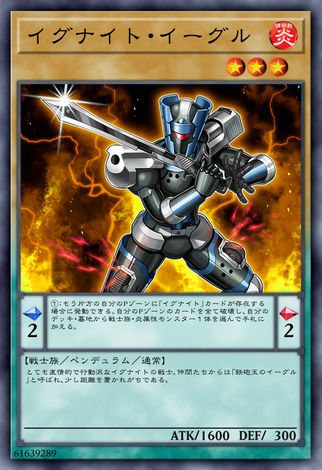 イグナイト・イーグル
ほのお
炎
①：もう片方の自分のPゾーンに「イグナイト」カードが存在する
場合に発動できる。自分のPゾーンのカードを全て破壊し、自分の
デッキ・墓地から戦士族・炎属性モンスター１体を選んで手札に
加える。
2
2
【戦士族／ペンデュラム／通常】
とても直情的で行動派なイグナイトの戦士。仲間たちからは「鉄砲玉のイーグル
」と呼ばれ、少し距離を置かれがちである。
ATK/1600 DEF/ 300
61639289